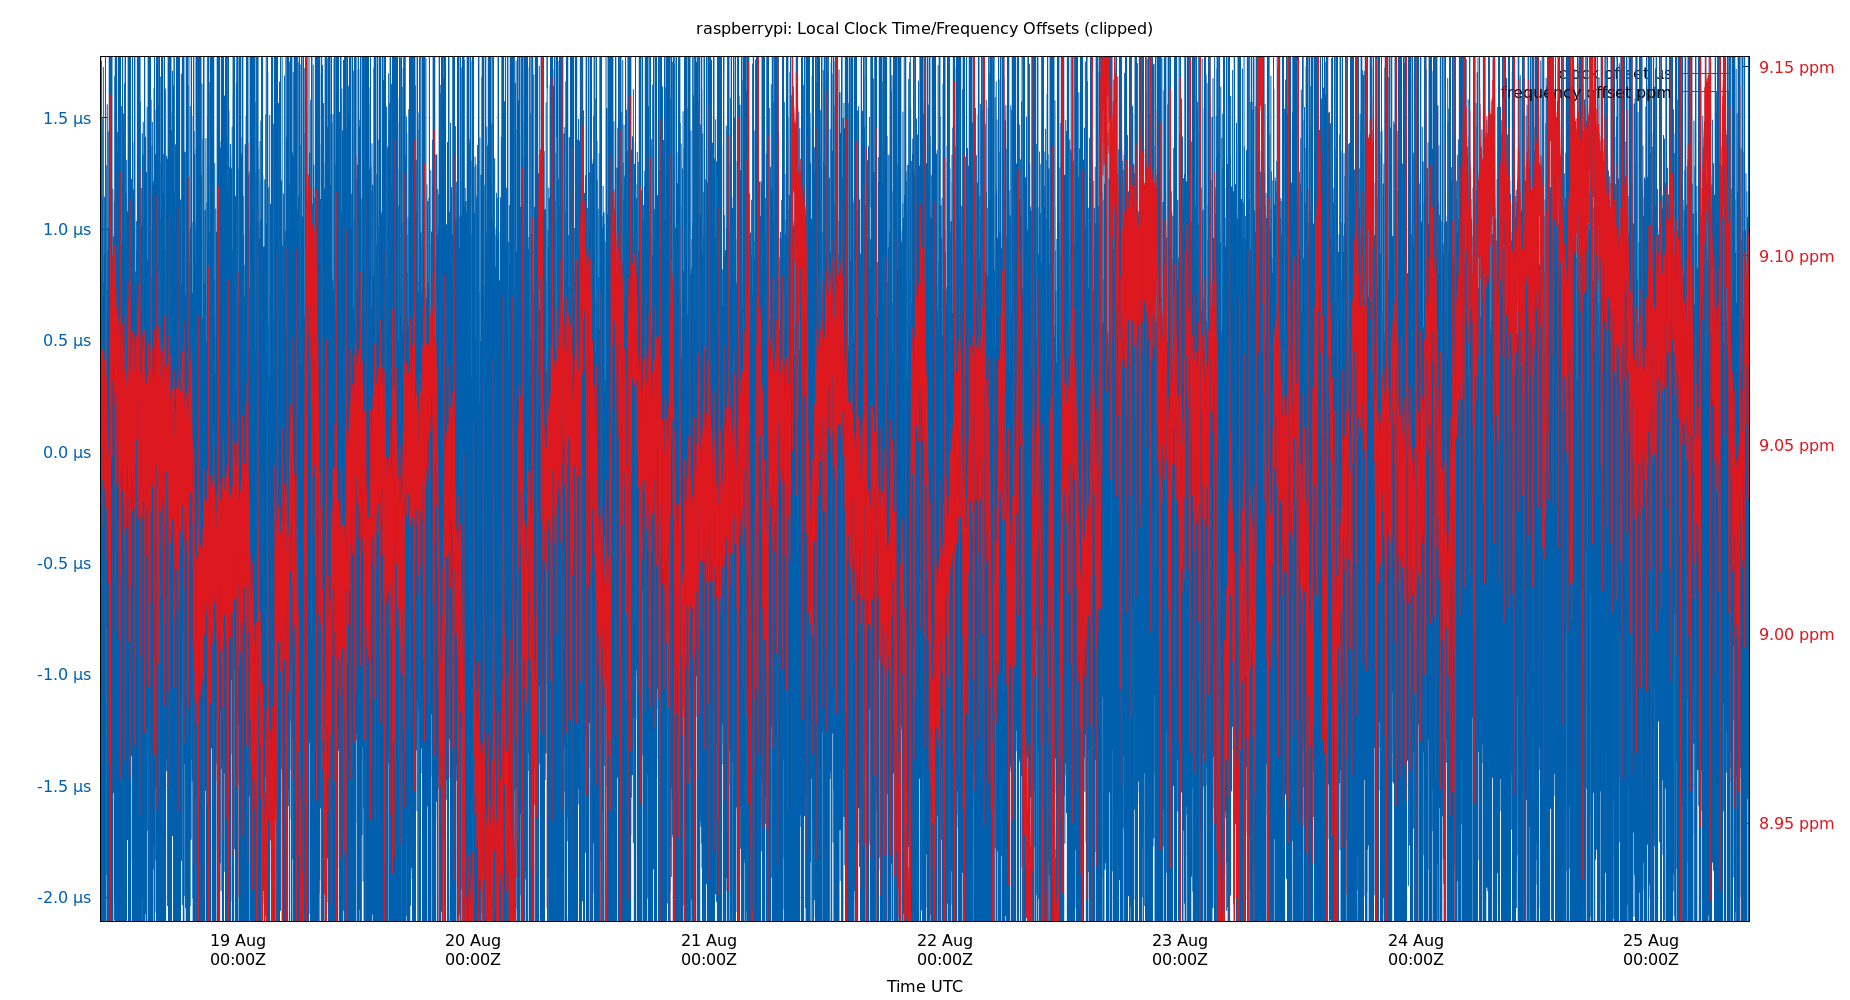 raspberrypi: Local Clock Time/Frequency Offsets (clipped)
clock offset µs
frequency offset ppm
1.5 µs
1.0 µs
0.5 µs
0.0 µs
-0.5 µs
-1.0 µs
-1.5 µs
-2.0 µs
9.15 ppm
9.10 ppm
9.05 ppm
9.00 ppm
8.95 ppm
19 Aug
00:00Z
20 Aug
00:00Z
21 Aug
00:00Z
22 Aug
00:00Z
23 Aug
00:00Z
24 Aug
00:00Z
25 Aug
00:00Z
Time UTC